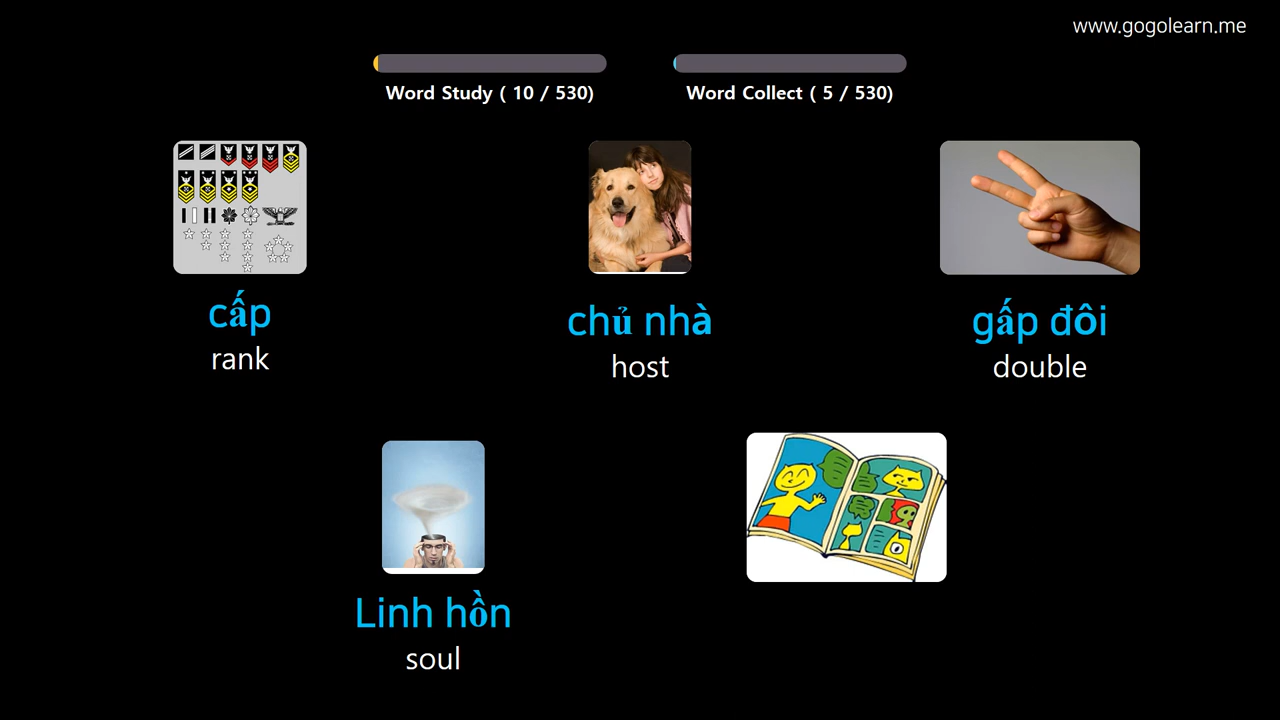 www.gogolearn.me
Word Study ( 10 / 530)
Word Collect ( 5 / 530)
cấp
rank
chủ nhà
host
gấp đôi
double
Linh hồn
soul